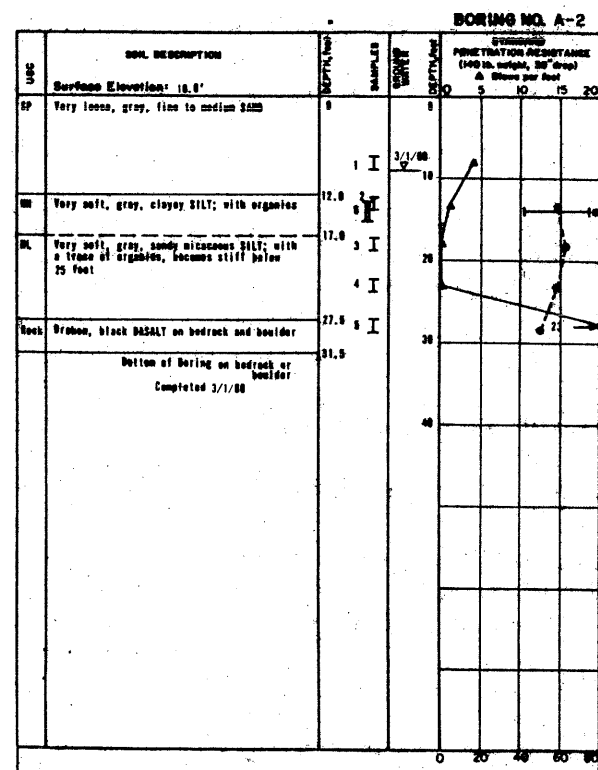 BORING NO. A-2
USC
SOIL DESCRIPTION
Surface Elevation:
DEPTH, feet
SAMPLES
GROUND WATER
DEPTH, feet
STANDARD
PENETRATION RESISTANCE
(140 lb. weight, 30" drop)
▲ Blows per foot
0 5 10 15 20
SP Very loose, gray, fine to medium SAND 0
0
1
3/1/88
10
Very soft, gray, clayey SILT; with organics 12.0
2
17.0
ML Very soft, gray, sandy micaceous SILT; with
a trace of organics, becomes stiff below
25 feet
3
20
4
27.5
Rock Broken, black BASALT on bedrock and boulder
5
23
30
31.5
Bottom of Boring on bedrock or
boulder
Completed 3/1/88
40
0 20 40 60 80